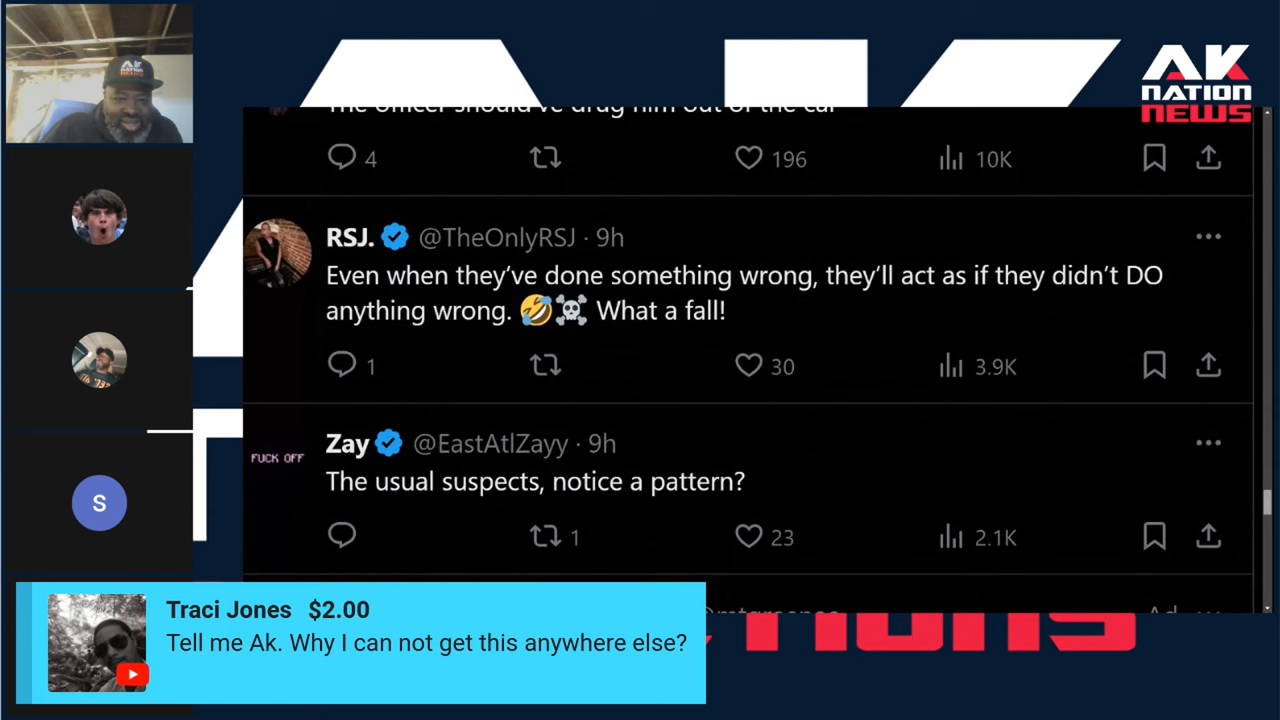 AK
NATION
NEWS
The officer should've drug him out of the car
4
196
10K
RSJ. @TheOnlyRSJ · 9h
Even when they've done something wrong, they'll act as if they didn't DO
anything wrong. 🤣☠️ What a fall!
1
30
3.9K
Zay @EastAtlZayy · 9h
FUCK OFF
The usual suspects, notice a pattern?
1
23
2.1K
Ad
S
Traci Jones $2.00
Tell me Ak. Why I can not get this anywhere else?